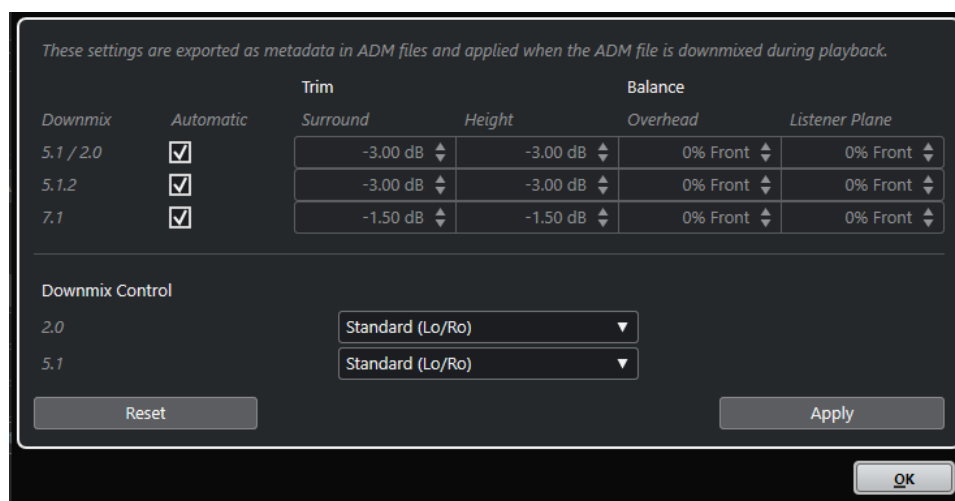 These settings are exported as metadata in ADM files and applied when the ADM file is downmixed during playback.
Trim Balance
Downmix Automatic Surround Height Overhead Listener Plane
5.1 / 2.0 -3.00 dB -3.00 dB 0% Front 0% Front
5.1.2 -3.00 dB -3.00 dB 0% Front 0% Front
7.1 -1.50 dB -1.50 dB 0% Front 0% Front
Downmix Control
2.0 Standard (Lo/Ro)
5.1 Standard (Lo/Ro)
Reset Apply
OK